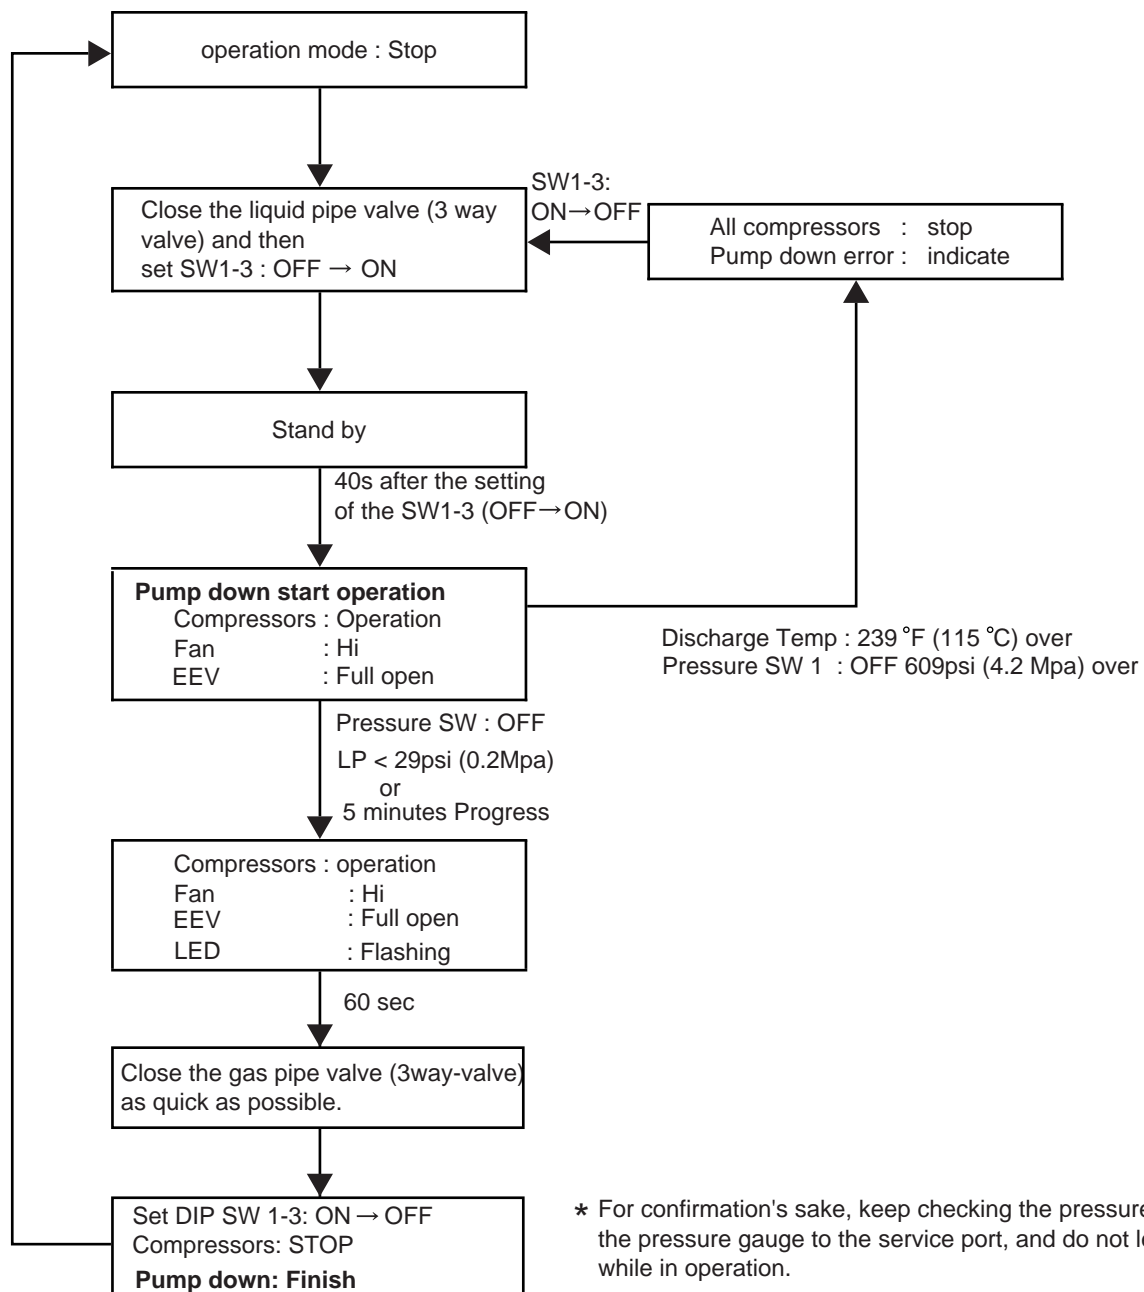 operation mode : Stop
Close the liquid pipe valve (3 way
valve) and then
set SW1-3 : OFF → ON
SW1-3:
ON→OFF
All compressors : stop
Pump down error : indicate
Stand by
40s after the setting
of the SW1-3 (OFF→ON)
Pump down start operation
Compressors : Operation
Fan : Hi
EEV : Full open
Discharge Temp : 239 °F (115 °C) over
Pressure SW 1 : OFF 609psi (4.2 Mpa) over
Pressure SW : OFF
LP < 29psi (0.2Mpa)
or
5 minutes Progress
Compressors : operation
Fan : Hi
EEV : Full open
LED : Flashing
60 sec
Close the gas pipe valve (3way-valve)
as quick as possible.
Set DIP SW 1-3: ON → OFF
Compressors: STOP
Pump down: Finish
* For confirmation's sake, keep checking the pressure
the pressure gauge to the service port, and do not
while in operation.